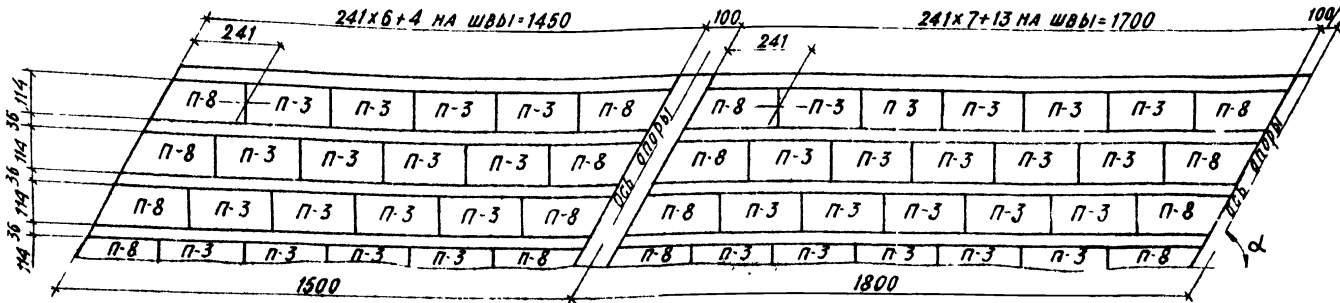 241×6+4 НА ШВЫ=1450 100 241×7+13 НА ШВЫ=1700 100
241 241
114 П-8 П-3 П-3 П-3 П-3 П-8 П-8 П-3 П 3 П-3 П-3 П-3 П-8
36
114 П-8 П-3 П-3 П-3 П-3 П-8 П-8 П-3 П-3 П-3 П-3 П-3 П-8
36
114 П-8 П-3 П-3 П-3 П-3 П-8 П-8 П-3 П-3 П-3 П-3 П-3 П-8
36
114 П-8 П-3 П-3 П-3 П-3 П-8 П-8 П-3 П-3 П-3 П-3 П-3 П-8
ОСЬ ОПОРЫ
ОСЬ ОПОРЫ
α
1500 1800